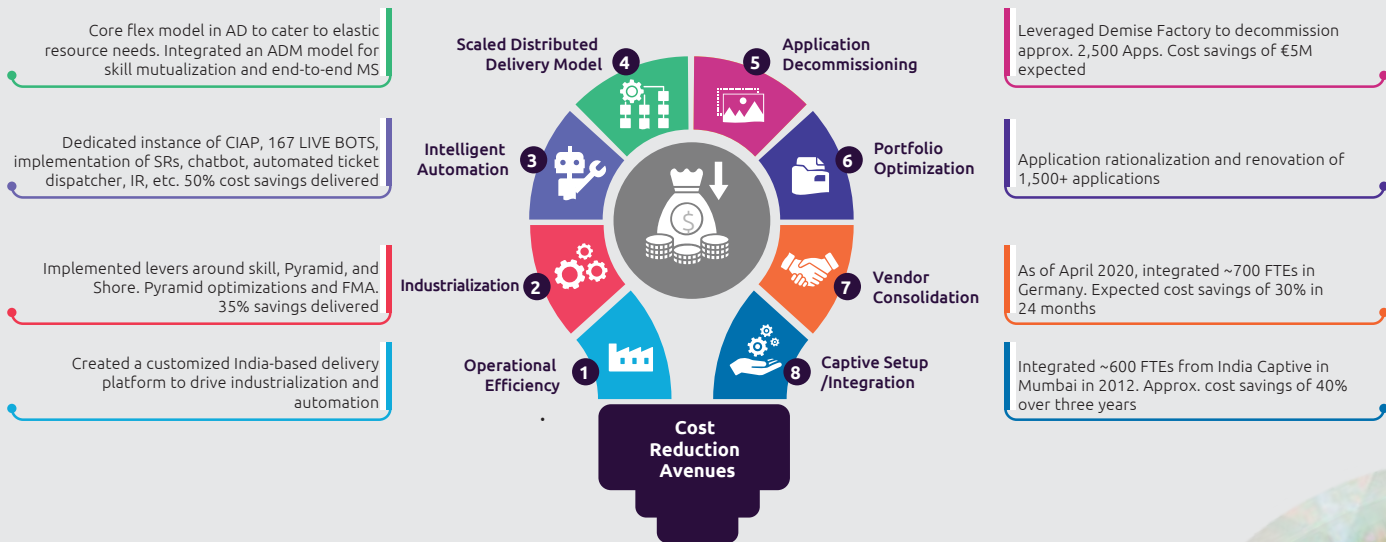 Core flex model in AD to cater to elastic
resource needs. Integrated an ADM model for
skill mutualization and end-to-end MS
Scaled Distributed
Delivery Model
4
5
Application
Decommissioning
Leveraged Demise Factory to decommission
approx. 2,500 Apps. Cost savings of €5M
expected
Dedicated instance of CIAP, 167 LIVE BOTS,
implementation of SRs, chatbot, automated ticket
dispatcher, IR, etc. 50% cost savings delivered
Intelligent
Automation
3
6
Portfolio
Optimization
Application rationalization and renovation of
1,500+ applications
$
Implemented levers around skill, Pyramid, and
Shore. Pyramid optimizations and FMA.
35% savings delivered
Industrialization
2
7
Vendor
Consolidation
As of April 2020, integrated ~700 FTEs in
Germany. Expected cost savings of 30% in
24 months
Created a customized India-based delivery
platform to drive industrialization and
automation
Operational
Efficiency
1
8
Captive Setup
/Integration
Integrated ~600 FTEs from India Captive in
Mumbai in 2012. Approx. cost savings of 40%
over three years
Cost
Reduction
Avenues